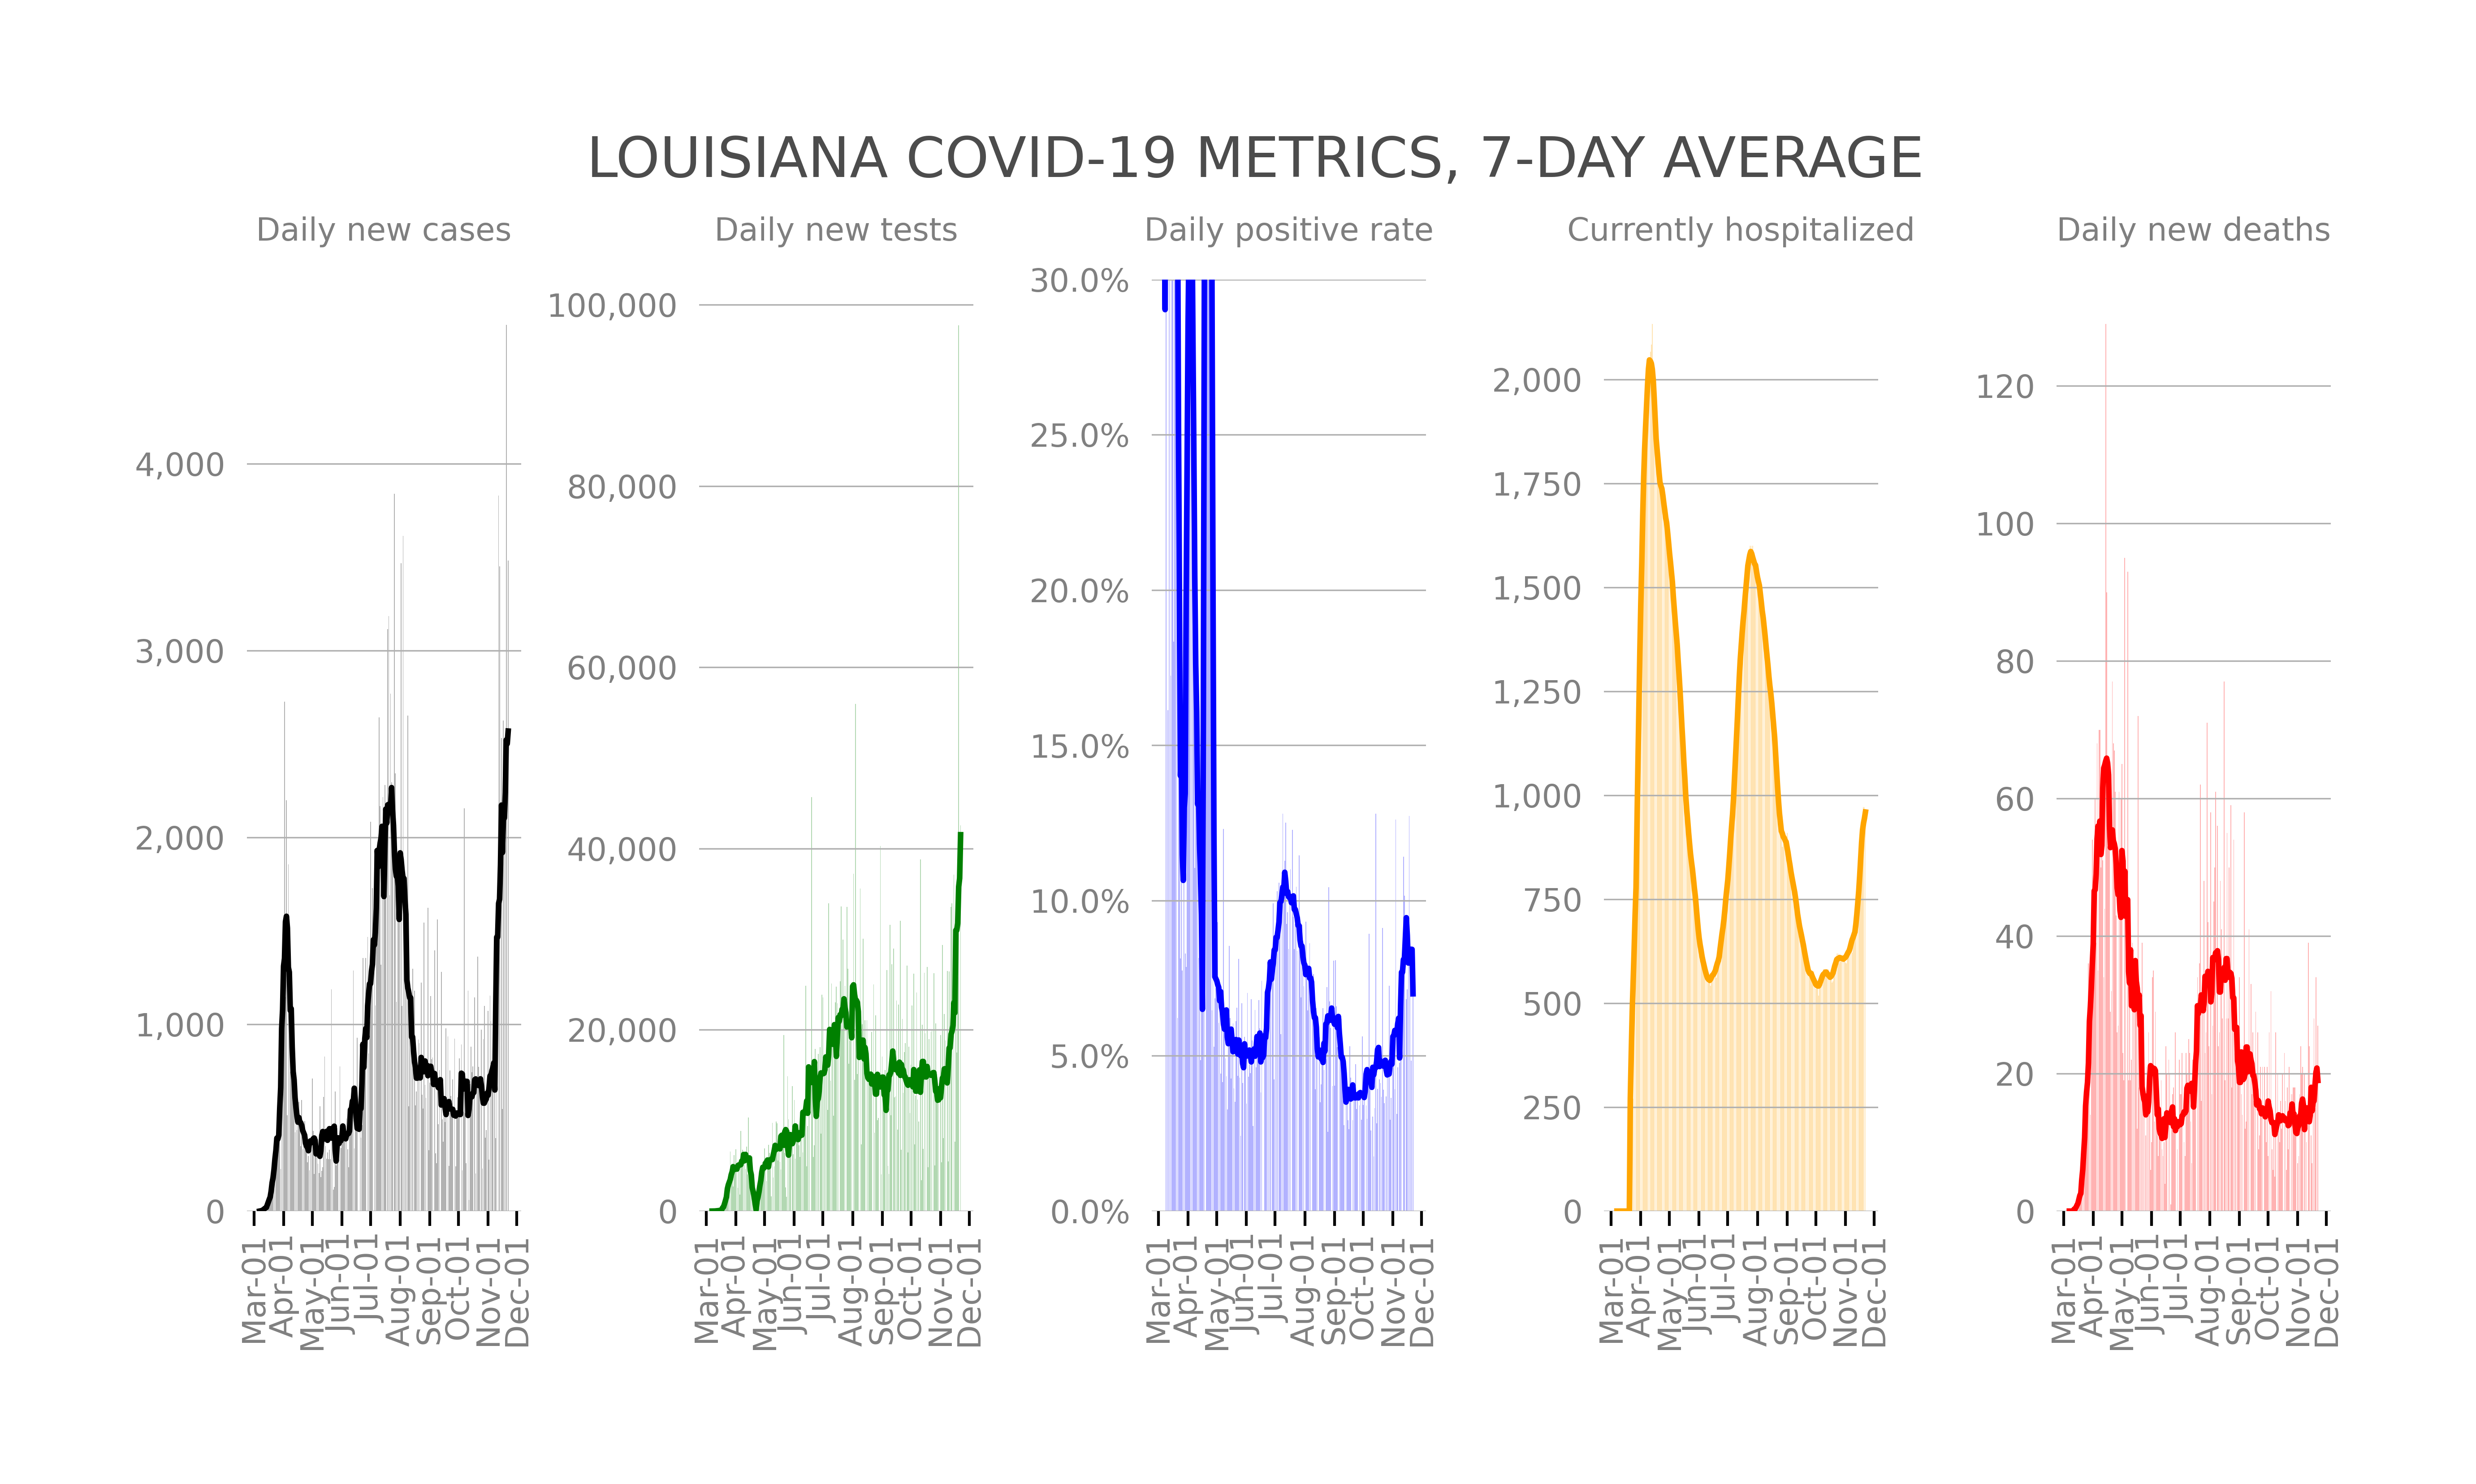 LOUISIANA COVID-19 METRICS, 7-DAY AVERAGE
Daily new cases
4,000
3,000
2,000
1,000
0
Mar-01
Apr-01
May-01
Jun-01
Jul-01
Aug-01
Sep-01
Oct-01
Nov-01
Dec-01
Daily new tests
100,000
80,000
60,000
40,000
20,000
0
Mar-01
Apr-01
May-01
Jun-01
Jul-01
Aug-01
Sep-01
Oct-01
Nov-01
Dec-01
Daily positive rate
30.0%
25.0%
20.0%
15.0%
10.0%
5.0%
0.0%
Mar-01
Apr-01
May-01
Jun-01
Jul-01
Aug-01
Sep-01
Oct-01
Nov-01
Dec-01
Currently hospitalized
2,000
1,750
1,500
1,250
1,000
750
500
250
0
Mar-01
Apr-01
May-01
Jun-01
Jul-01
Aug-01
Sep-01
Oct-01
Nov-01
Dec-01
Daily new deaths
120
100
80
60
40
20
0
Mar-01
Apr-01
May-01
Jun-01
Jul-01
Aug-01
Sep-01
Oct-01
Nov-01
Dec-01